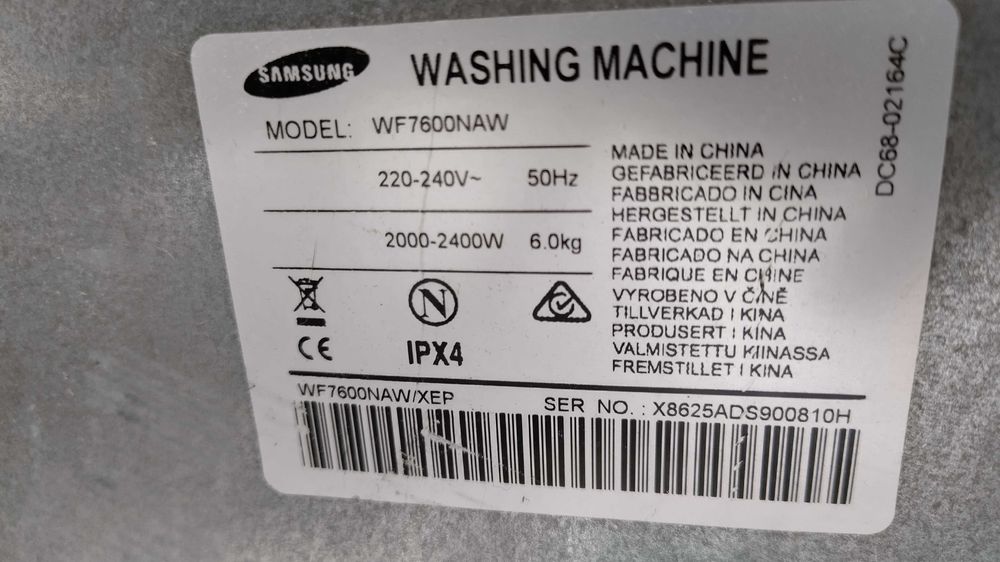 SAMSUNG WASHING MACHINE
MODEL: WF7600NAW
220-240V~ 50Hz
2000-2400W 6.0kg
MADE IN CHINA
GEFABRICEERD IN CHINA
FABBRICADO IN CINA
HERGESTELLT IN CHINA
FABRICADO EN CHINA
FABRICADO NA CHINA
FABRIQUE EN CHINE
VYROBENO V ČÍNĚ
TILLVERKAD I KINA
PRODUSERT I KINA
VALMISTETTU KIINASSA
FREMSTILLET I KINA
DC68-02164C
N
CE IPX4
WF7600NAW/XEP SER NO. : X8625ADS900810H